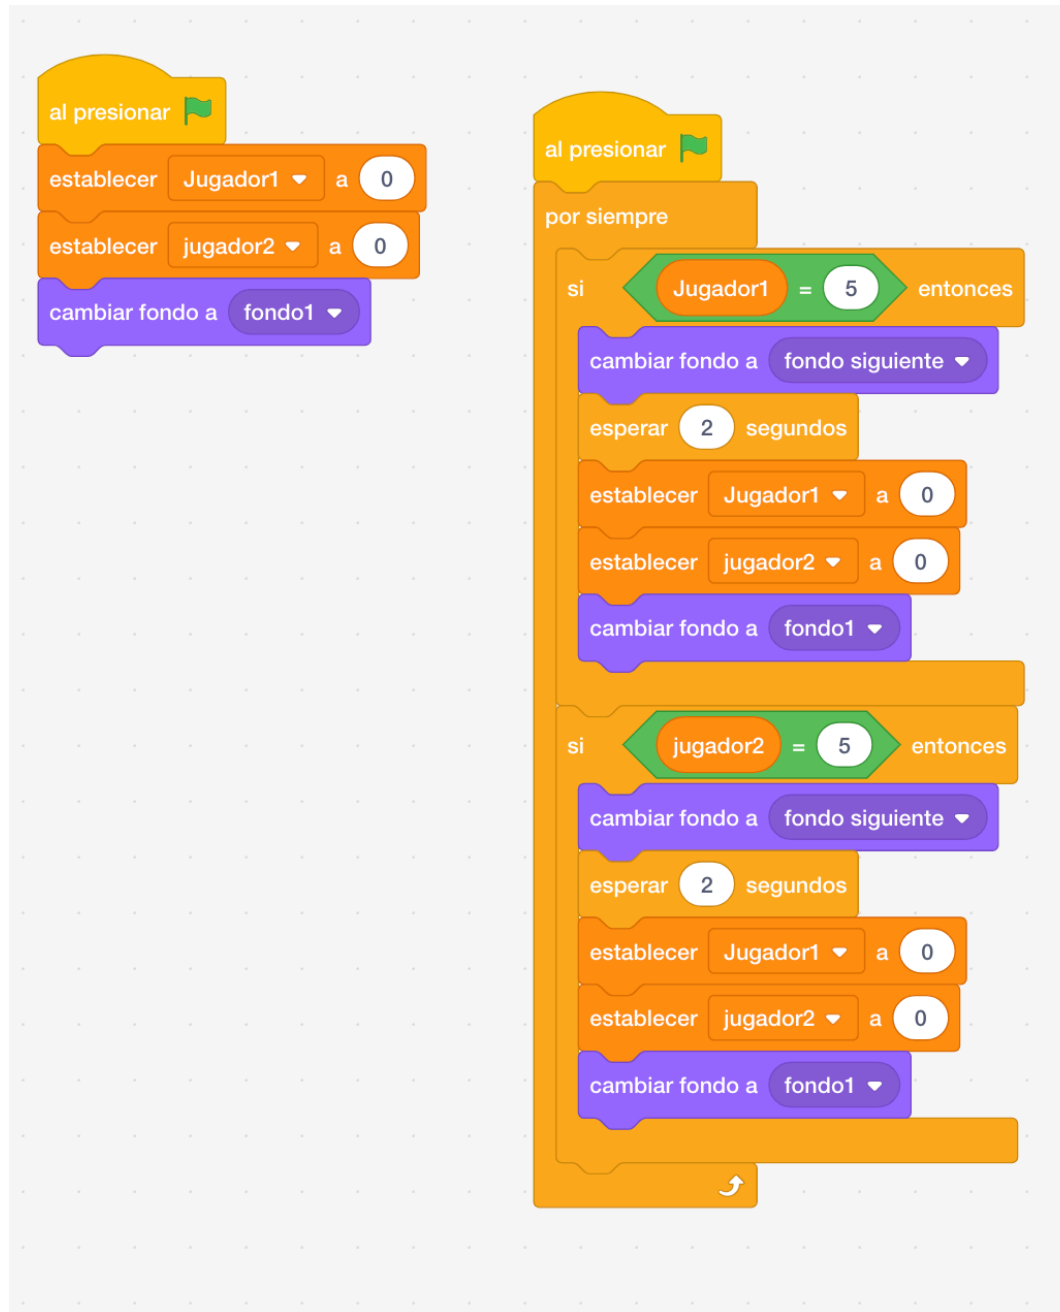 al presionar
establecer Jugador1 a 0
establecer jugador2 a 0
cambiar fondo a fondo1
al presionar
por siempre
si Jugador1 = 5 entonces
cambiar fondo a fondo siguiente
esperar 2 segundos
establecer Jugador1 a 0
establecer jugador2 a 0
cambiar fondo a fondo1
si jugador2 = 5 entonces
cambiar fondo a fondo siguiente
esperar 2 segundos
establecer Jugador1 a 0
establecer jugador2 a 0
cambiar fondo a fondo1